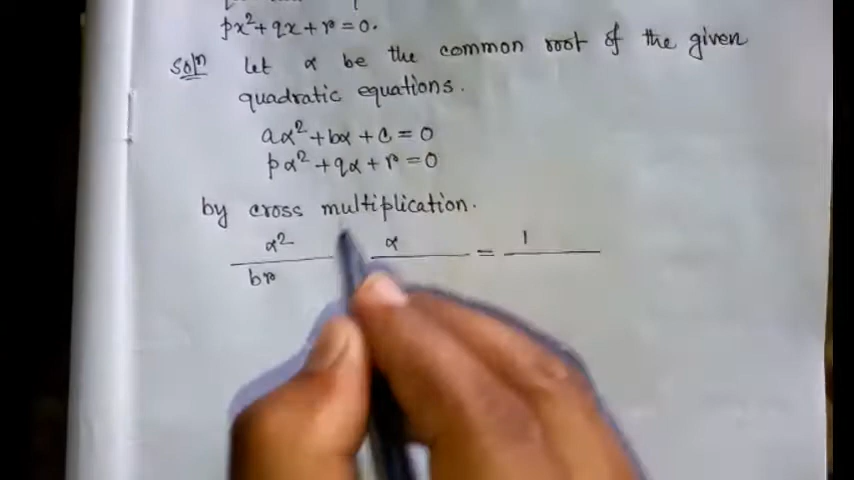 px²+qx+r=0.
Solⁿ let α be the common root of the given
quadratic equations.
aα²+bα+c=0
pα²+qα+r=0
by cross multiplication.
α² α = 1
br